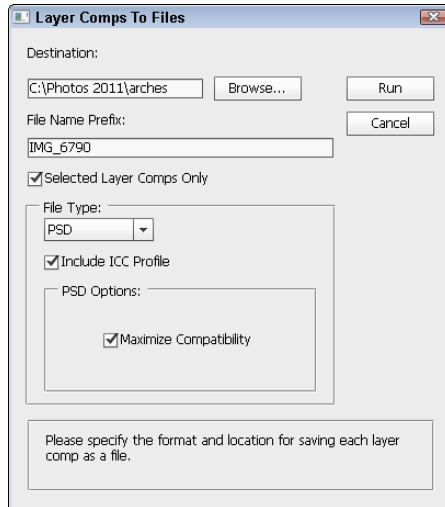 Layer Comps To Files
Destination:
C:\Photos 2011\arches
Browse...
Run
File Name Prefix:
Cancel
IMG_6790
Selected Layer Comps Only
File Type:
PSD
Include ICC Profile
PSD Options:
Maximize Compatibility
Please specify the format and location for saving each layer
comp as a file.